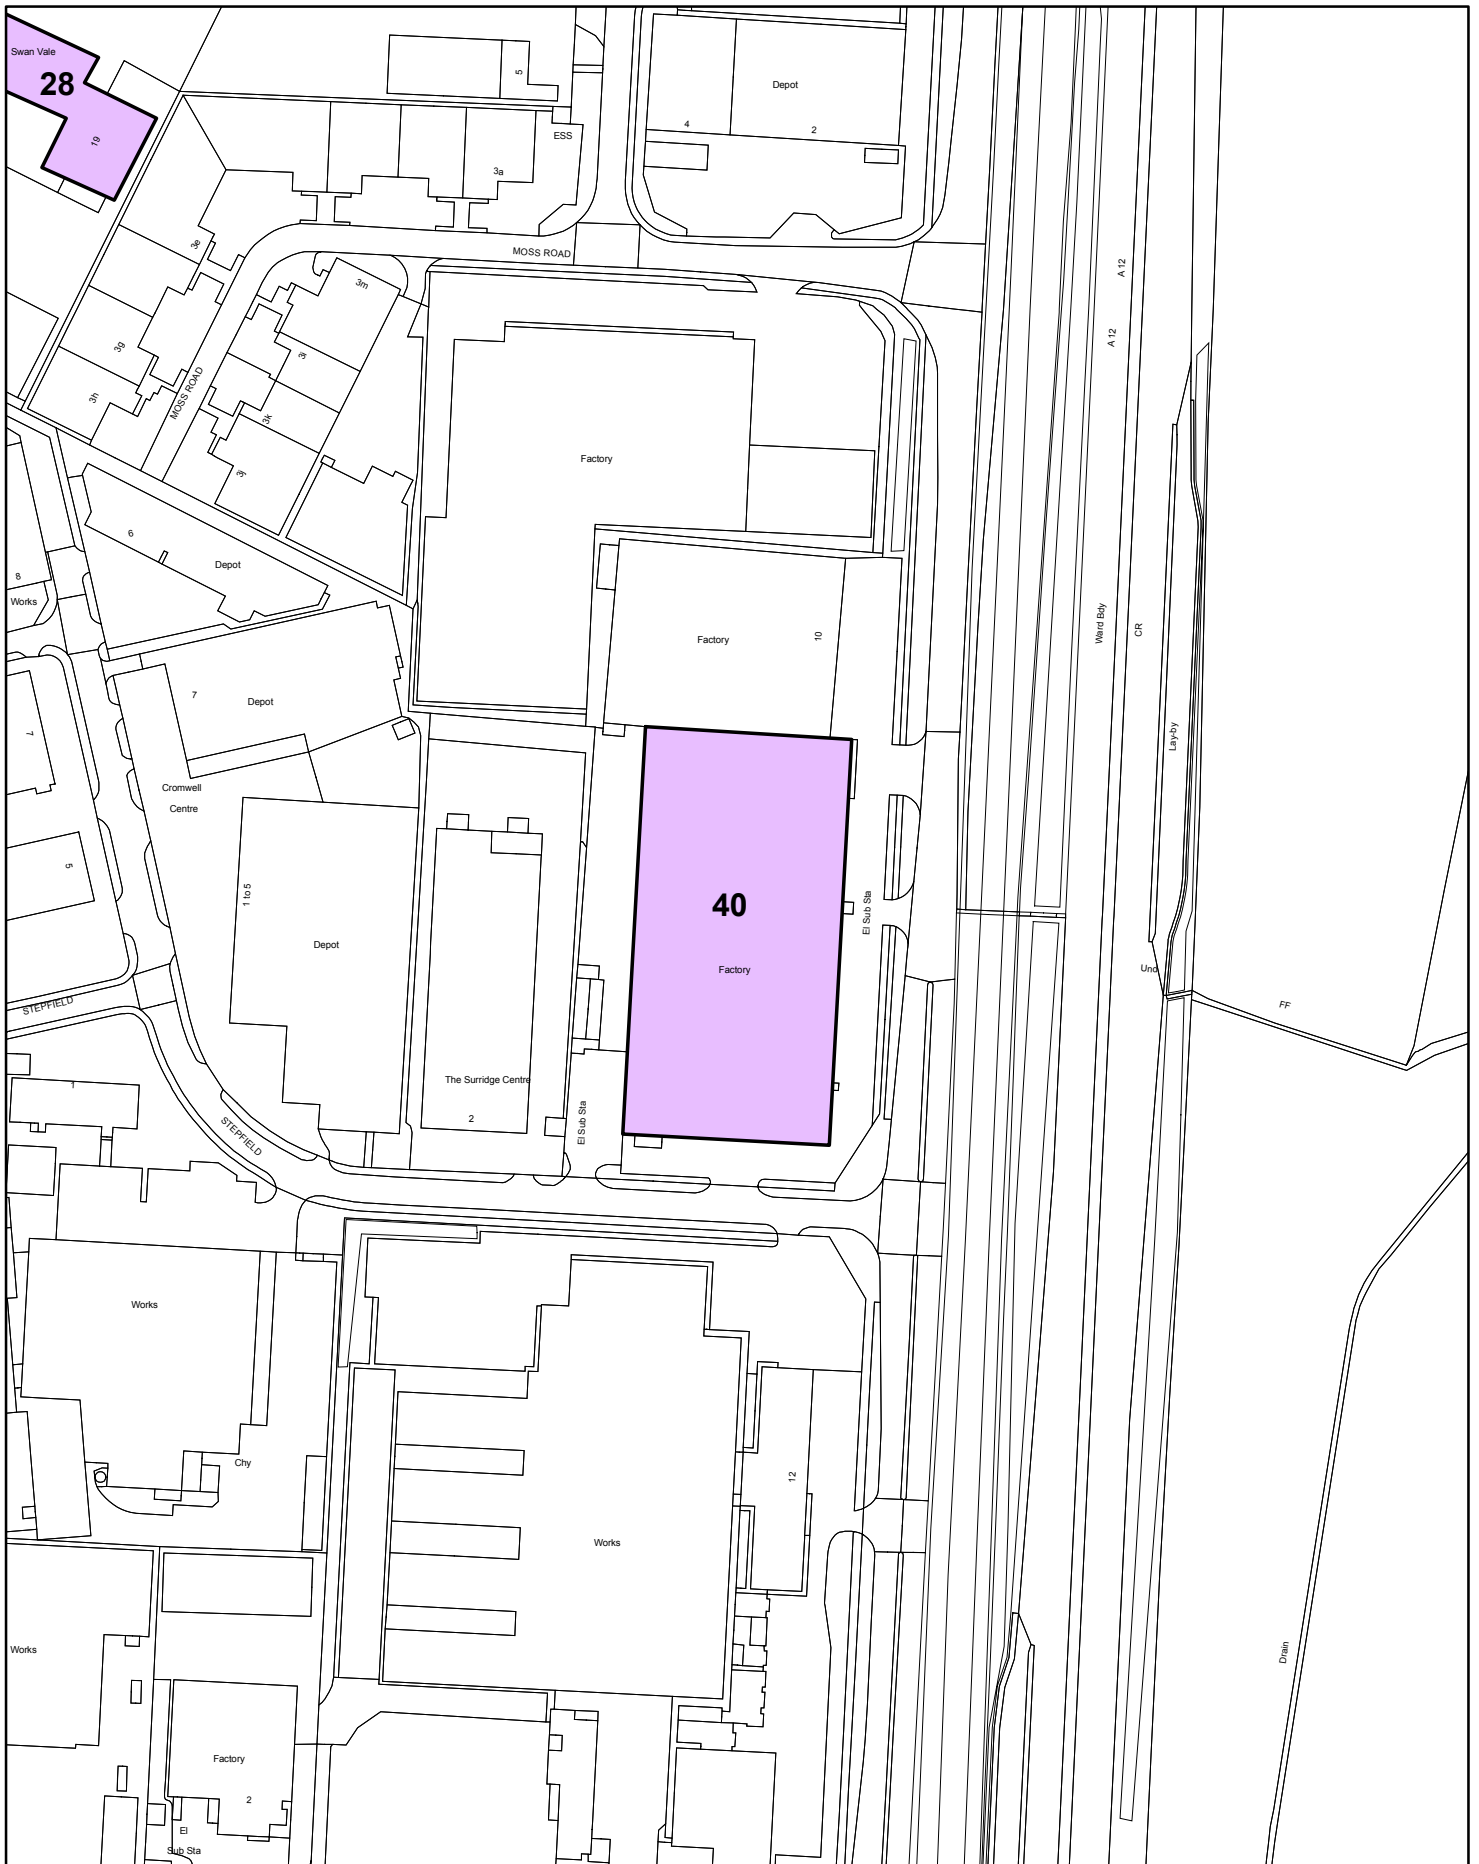 Swan Vale
28
19
5
ESS
Depot
4
2
3a
3e
MOSS ROAD
A 12
3m
A 12
3g
3i
3h
MOSS ROAD
3k
3j
Factory
6
Depot
8
Works
Factory
10
Ward Bdy
CR
7
Depot
7
Lay-by
Cromwell
Centre
5
1 to 5
40
El Sub Sta
Depot
Factory
Und
STEPFIELD
FF
1
The Surridge Centre
2
El Sub Sta
STEPFIELD
Works
Chy
12
Works
Works
Drain
Factory
2
El
Sub Sta